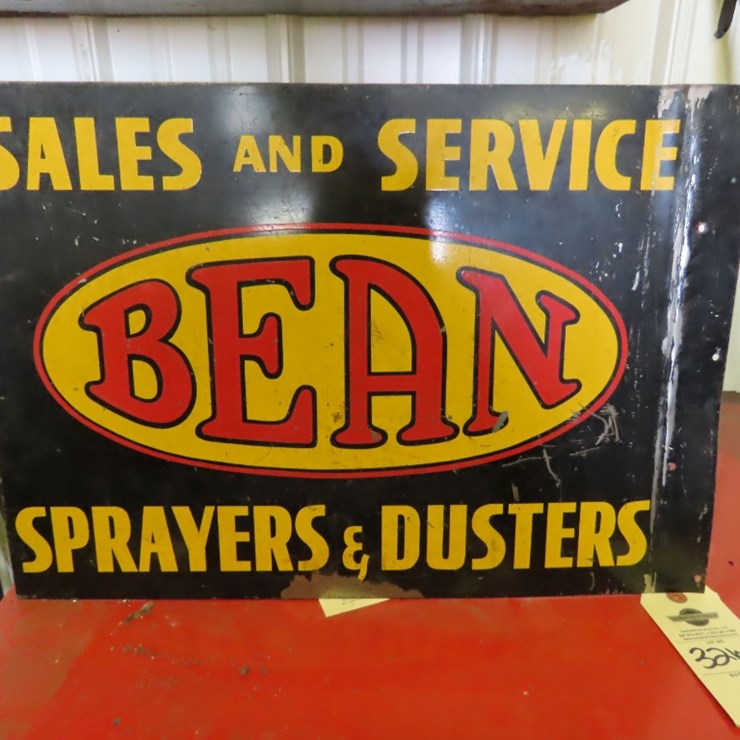 SALES AND SERVICE
BEAN
SPRAYERS & DUSTERS